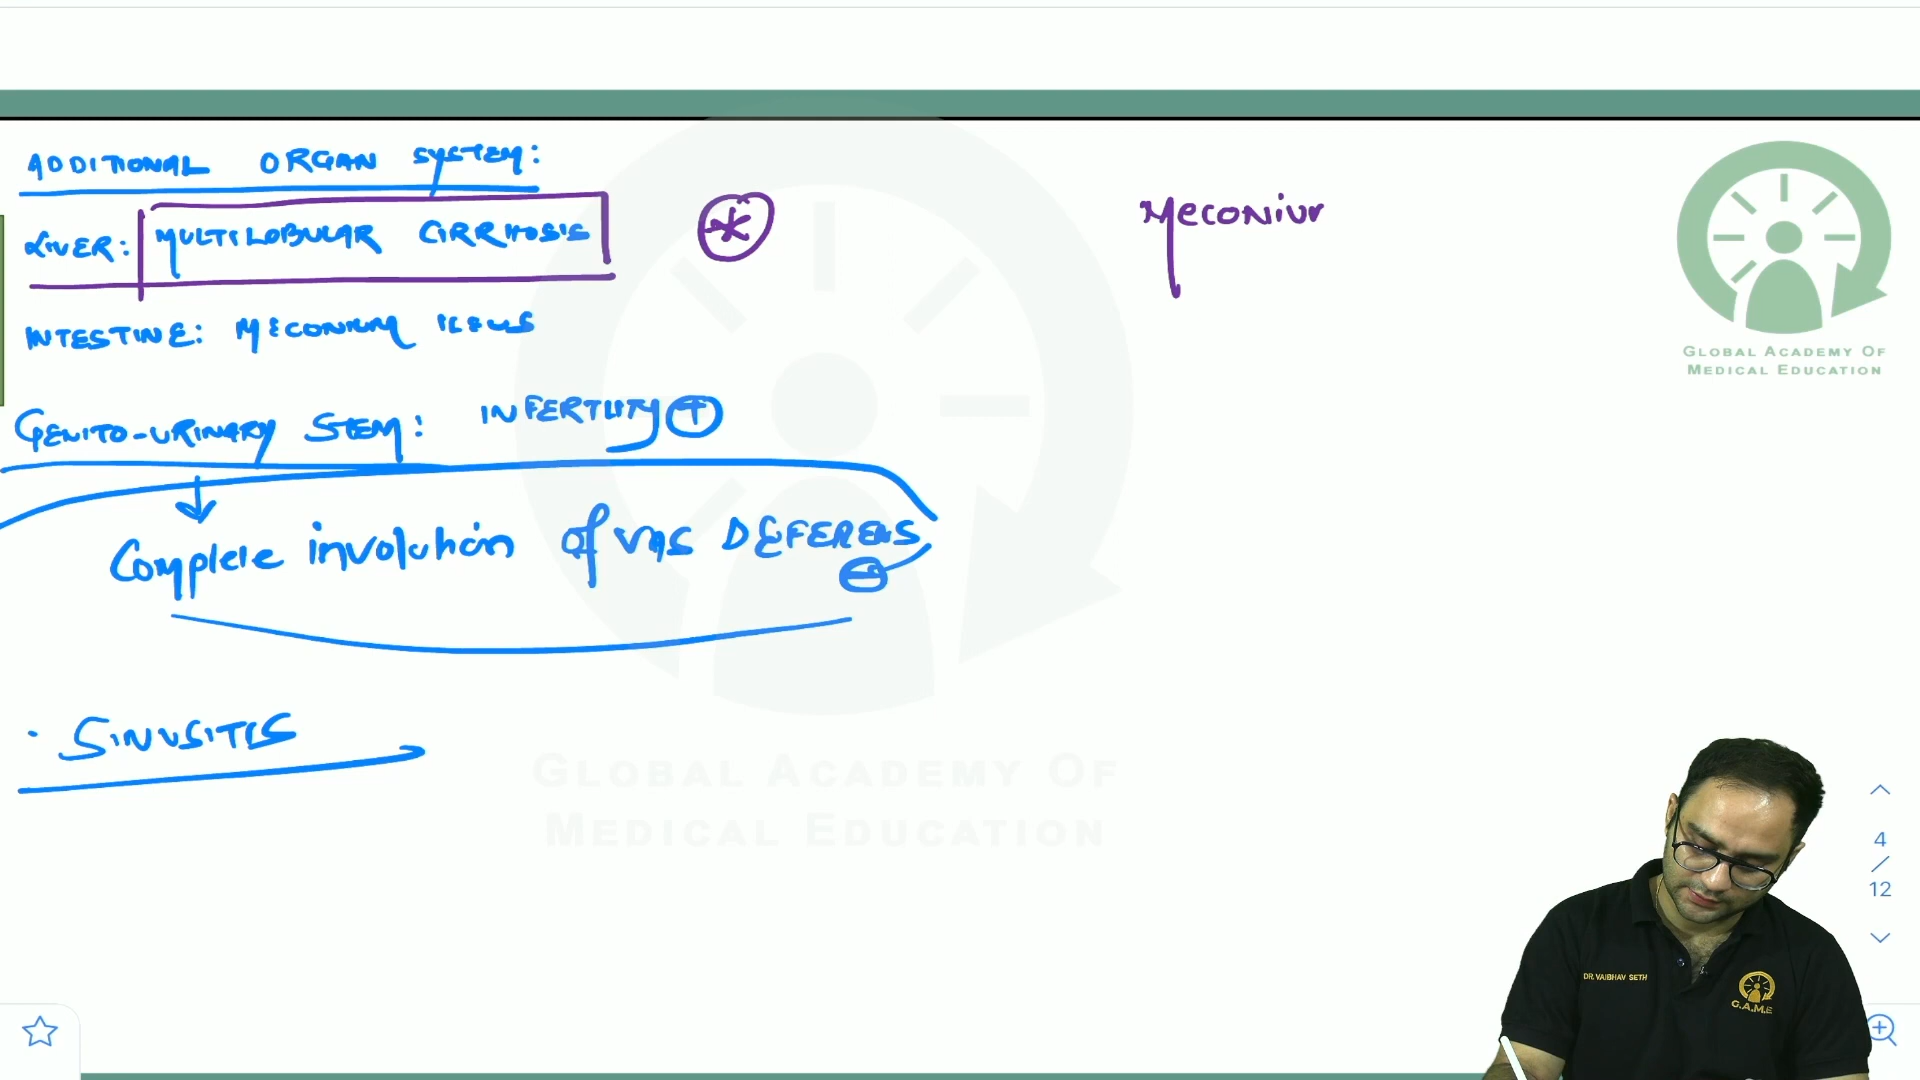 ADDITIONAL ORGAN SYSTEM:
LIVER: MULTILOBULAR CIRRHOSIS
INTESTINE: MECONIUM ILEUS
GENITO-URINARY STEM: INFERTILITY +
Complete involution of VAS DEFERENS
SINUSITIS
MECONIUM
GLOBAL ACADEMY OF
MEDICAL EDUCATION
GLOBAL ACADEMY OF
MEDICAL EDUCATION
4
/
12
DR. VAIBHAV SETH
G.A.M.E